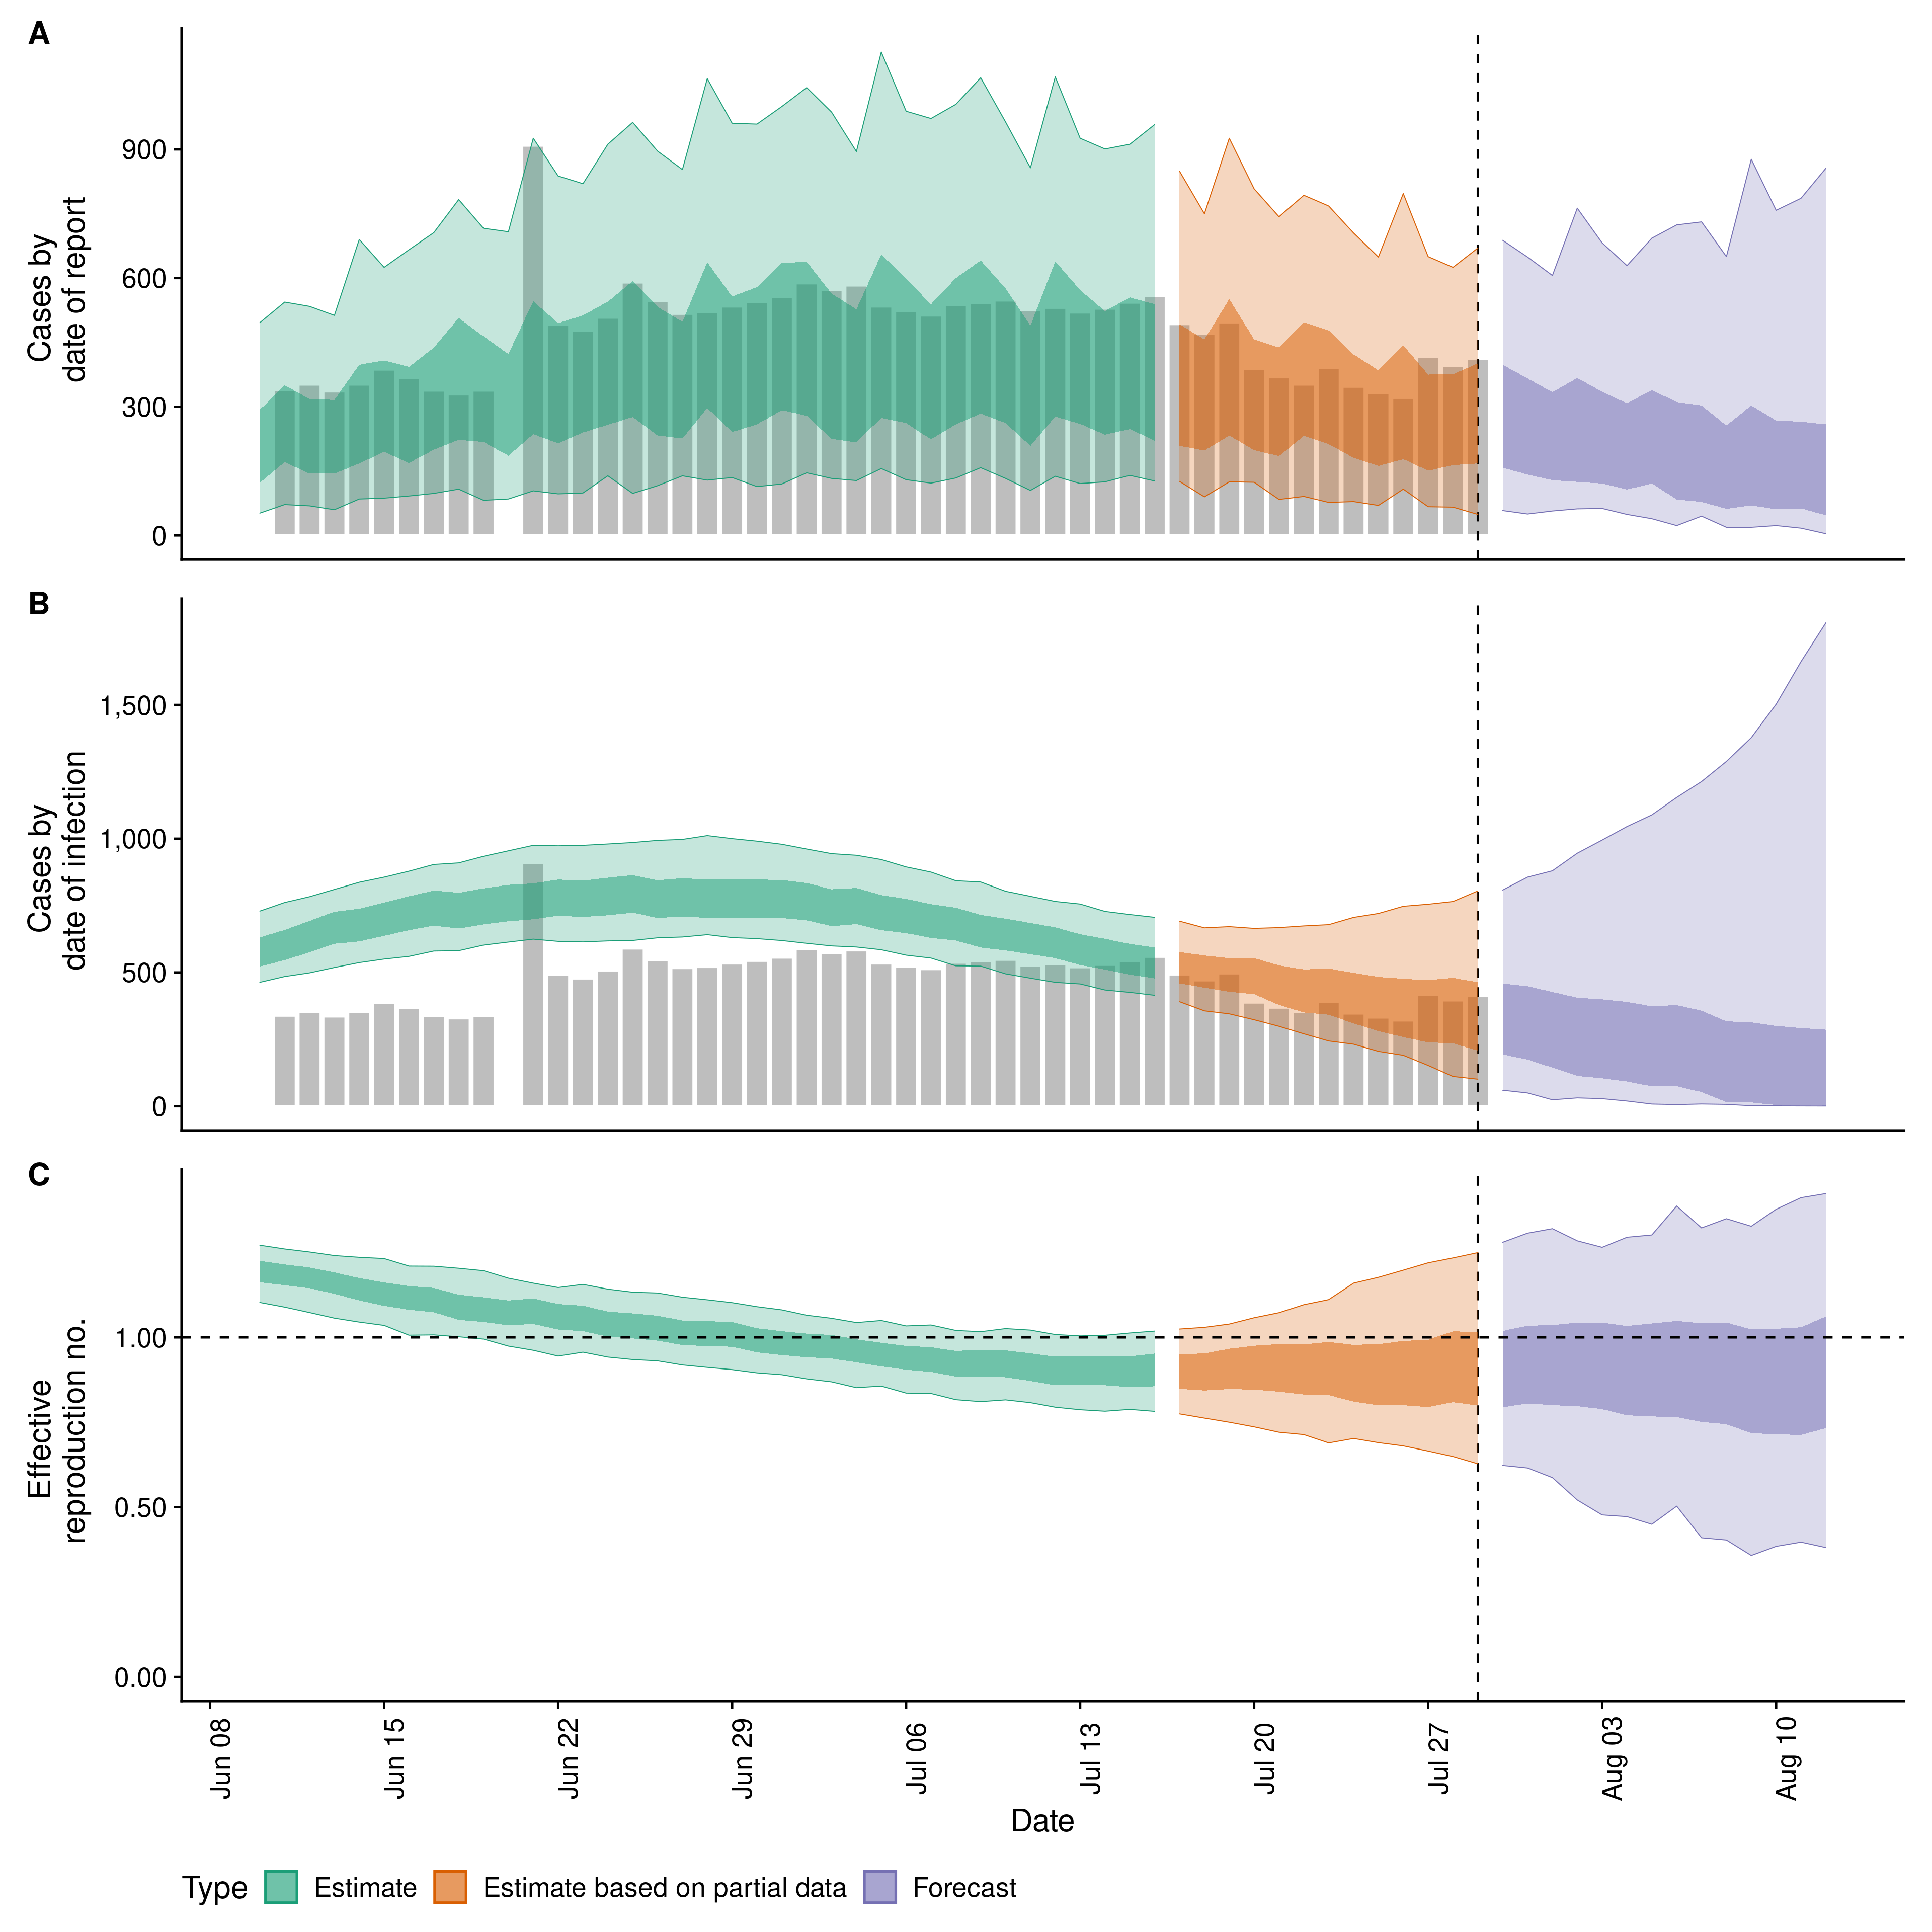 A
Cases by
date of report
900
600
300
0
B
Cases by
date of infection
1,500
1,000
500
0
C
Effective
reproduction no.
1.00
0.50
0.00
Jun 08
Jun 15
Jun 22
Jun 29
Jul 06
Jul 13
Jul 20
Jul 27
Aug 03
Aug 10
Date
Type Estimate Estimate based on partial data Forecast